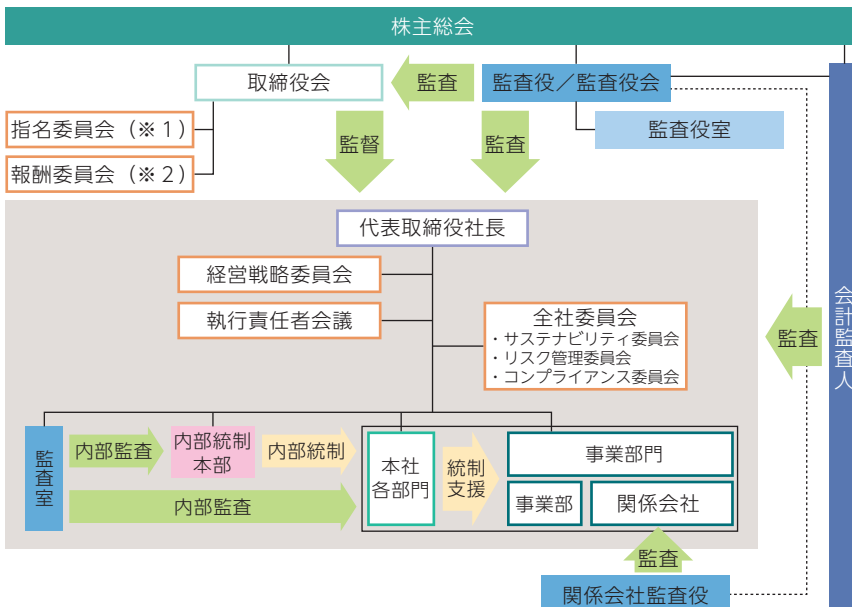 株主総会
取締役会
監査
監査役／監査役会
監査役室
指名委員会（※１）
報酬委員会（※２）
監督
監査
代表取締役社長
経営戦略委員会
執行責任者会議
全社委員会
・サステナビリティ委員会
・リスク管理委員会
・コンプライアンス委員会
監査
会計監査人
監査室
内部監査
内部統制
本部
内部統制
内部監査
本社
各部門
統制
支援
事業部門
事業部
関係会社
監査
関係会社監査役